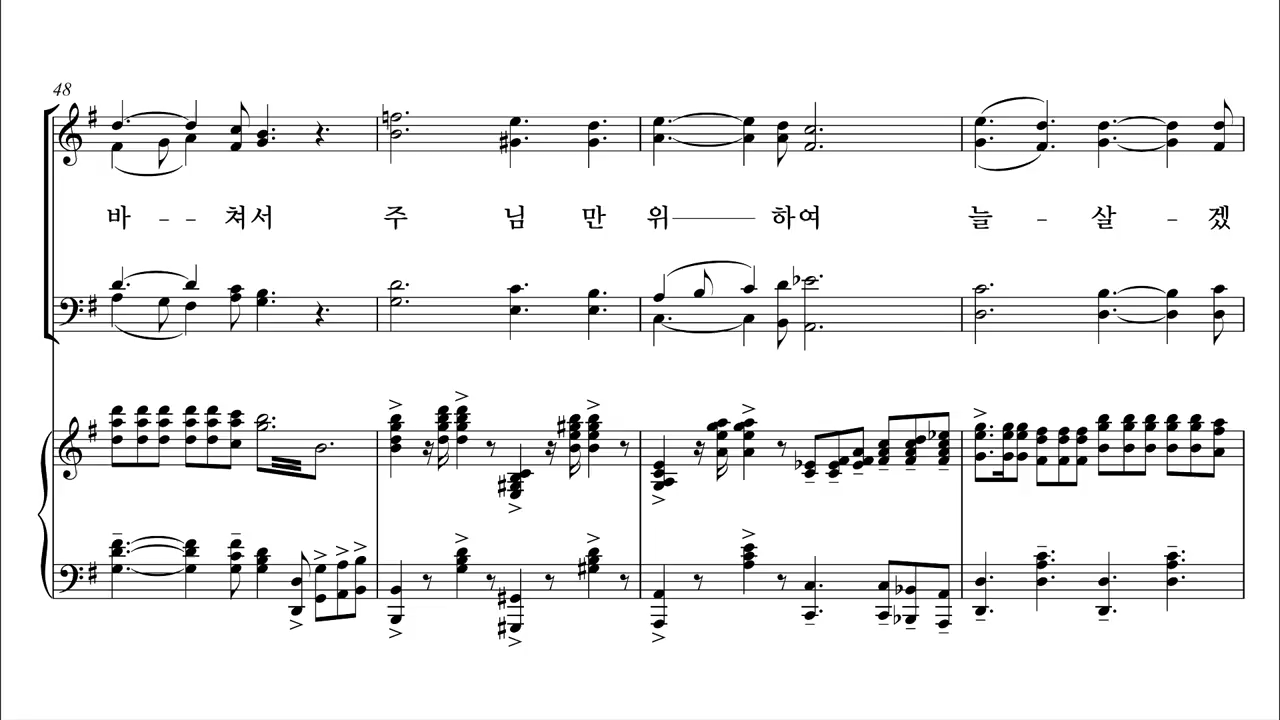 48
바 - - 쳐서 주 님 만 위 하여 늘 - 살 - 겠